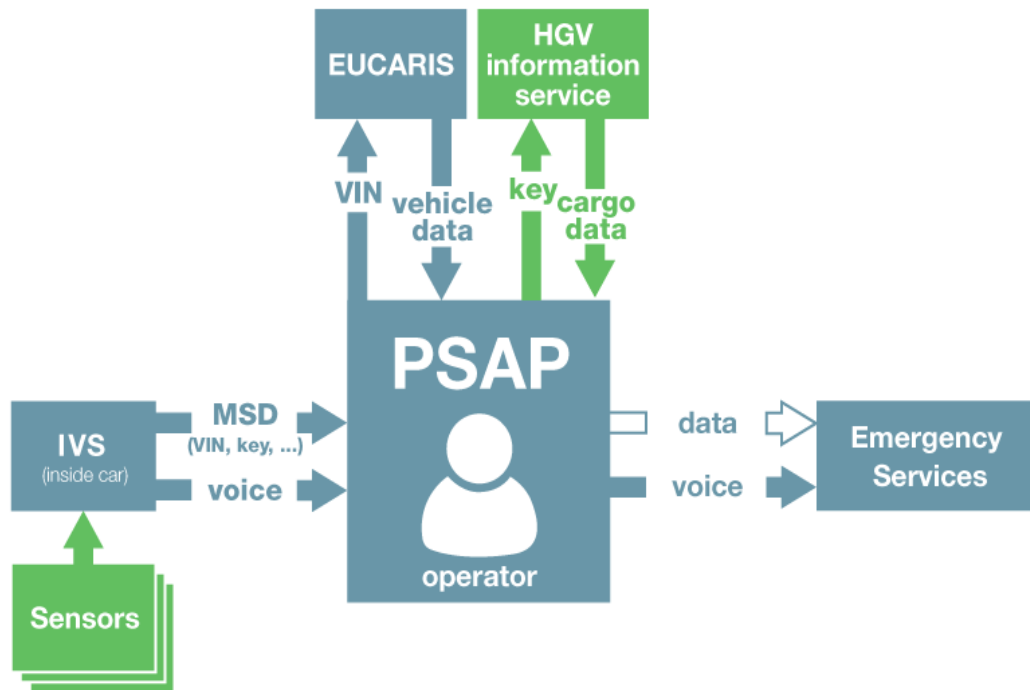 EUCARIS
HGV
information
service
VIN
vehicle
data
key
cargo
data
PSAP
operator
IVS
(inside car)
MSD
(VIN, key, ...)
voice
Sensors
data
voice
Emergency
Services